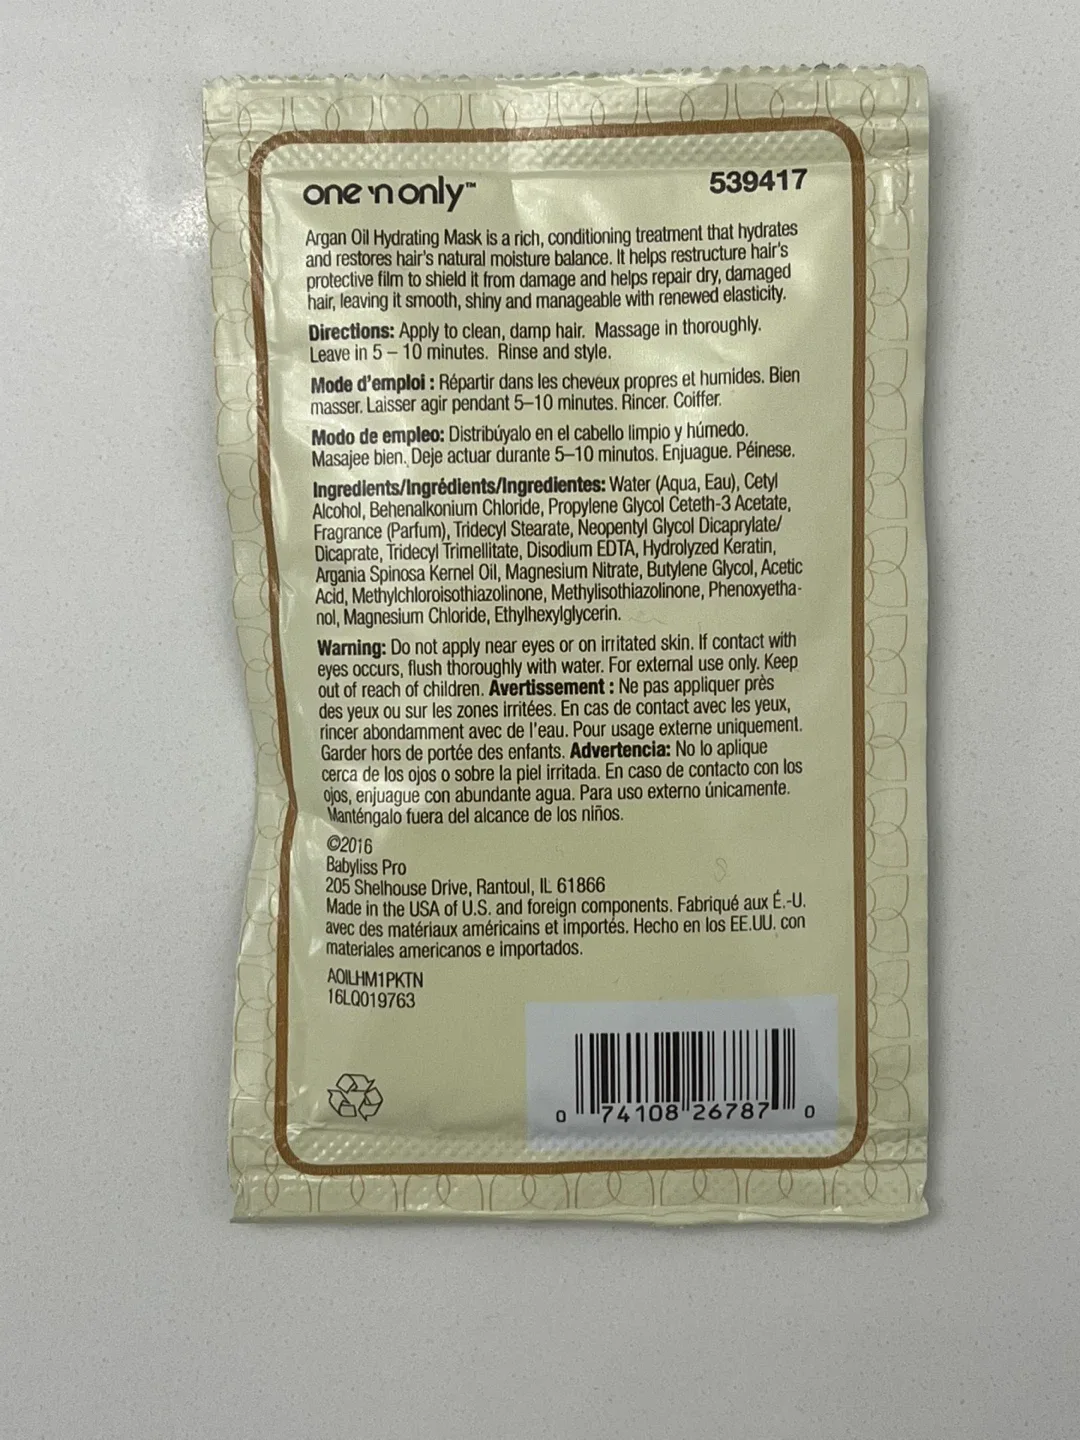 one 'n only™
539417
Argan Oil Hydrating Mask is a rich, conditioning treatment that hydrates
and restores hair's natural moisture balance. It helps restructure hair's
protective film to shield it from damage and helps repair dry, damaged
hair, leaving it smooth, shiny and manageable with renewed elasticity.
Directions: Apply to clean, damp hair. Massage in thoroughly.
Leave in 5 – 10 minutes. Rinse and style.
Mode d'emploi : Répartir dans les cheveux propres et humides. Bien
masser. Laisser agir pendant 5–10 minutes. Rincer. Coiffer.
Modo de empleo: Distribúyalo en el cabello limpio y húmedo.
Masajee bien. Deje actuar durante 5–10 minutos. Enjuague. Péinese.
Ingredients/Ingrédients/Ingredientes: Water (Aqua, Eau), Cetyl
Alcohol, Behenalkonium Chloride, Propylene Glycol Ceteth-3 Acetate,
Fragrance (Parfum), Tridecyl Stearate, Neopentyl Glycol Dicaprylate/
Dicaprate, Tridecyl Trimellitate, Disodium EDTA, Hydrolyzed Keratin,
Argania Spinosa Kernel Oil, Magnesium Nitrate, Butylene Glycol, Acetic
Acid, Methylchloroisothiazolinone, Methylisothiazolinone, Phenoxyetha-
nol, Magnesium Chloride, Ethylhexylglycerin.
Warning: Do not apply near eyes or on irritated skin. If contact with
eyes occurs, flush thoroughly with water. For external use only. Keep
out of reach of children. Avertissement : Ne pas appliquer près
des yeux ou sur les zones irritées. En cas de contact avec les yeux,
rincer abondamment avec de l'eau. Pour usage externe uniquement.
Garder hors de portée des enfants. Advertencia: No lo aplique
cerca de los ojos o sobre la piel irritada. En caso de contacto con los
ojos, enjuague con abundante agua. Para uso externo únicamente.
Manténgalo fuera del alcance de los niños.
©2016
Babyliss Pro
205 Shelhouse Drive, Rantoul, IL 61866
Made in the USA of U.S. and foreign components. Fabriqué aux É.-U.
avec des matériaux américains et importés. Hecho en los EE.UU. con
materiales americanos e importados.
AOILHM1PKTN
16LQ019763
0 74108 26787 0